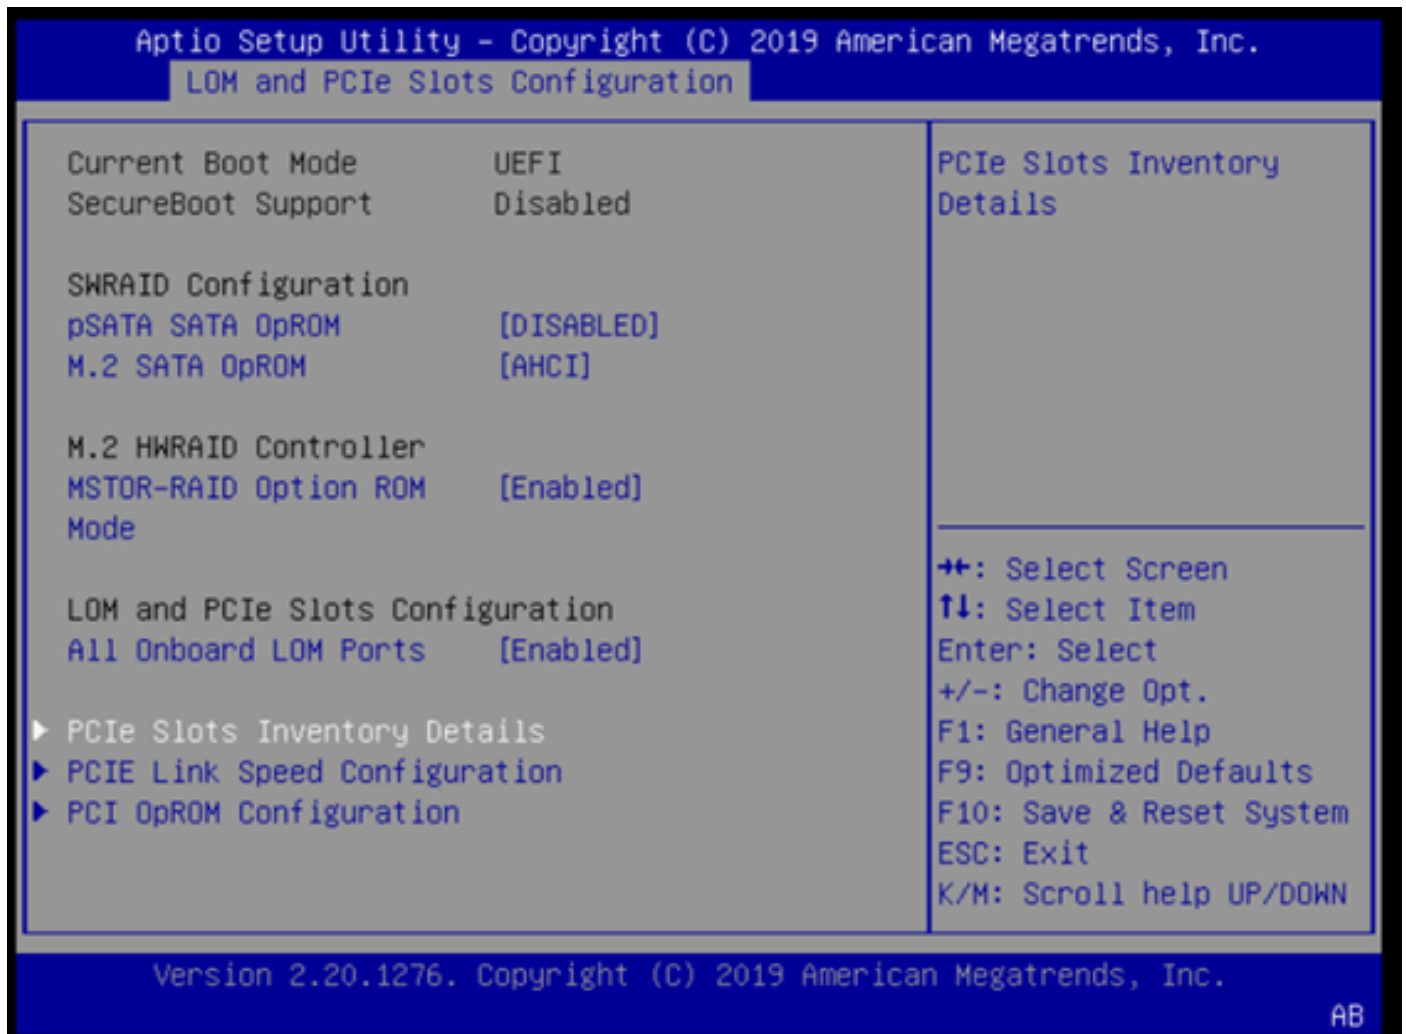 Aptio Setup Utility – Copyright (C) 2019 American Megatrends, Inc.
LOM and PCIe Slots Configuration
Current Boot Mode UEFI
SecureBoot Support Disabled
SWRAID Configuration
pSATA SATA OpROM [DISABLED]
M.2 SATA OpROM [AHCI]
M.2 HWRAID Controller
MSTOR-RAID Option ROM [Enabled]
Mode
LOM and PCIe Slots Configuration
All Onboard LOM Ports [Enabled]
PCIe Slots Inventory Details
PCIE Link Speed Configuration
PCI OpROM Configuration
PCIe Slots Inventory
Details
→←: Select Screen
↑↓: Select Item
Enter: Select
+/-: Change Opt.
F1: General Help
F9: Optimized Defaults
F10: Save & Reset System
ESC: Exit
K/M: Scroll help UP/DOWN
Version 2.20.1276. Copyright (C) 2019 American Megatrends, Inc.
AB